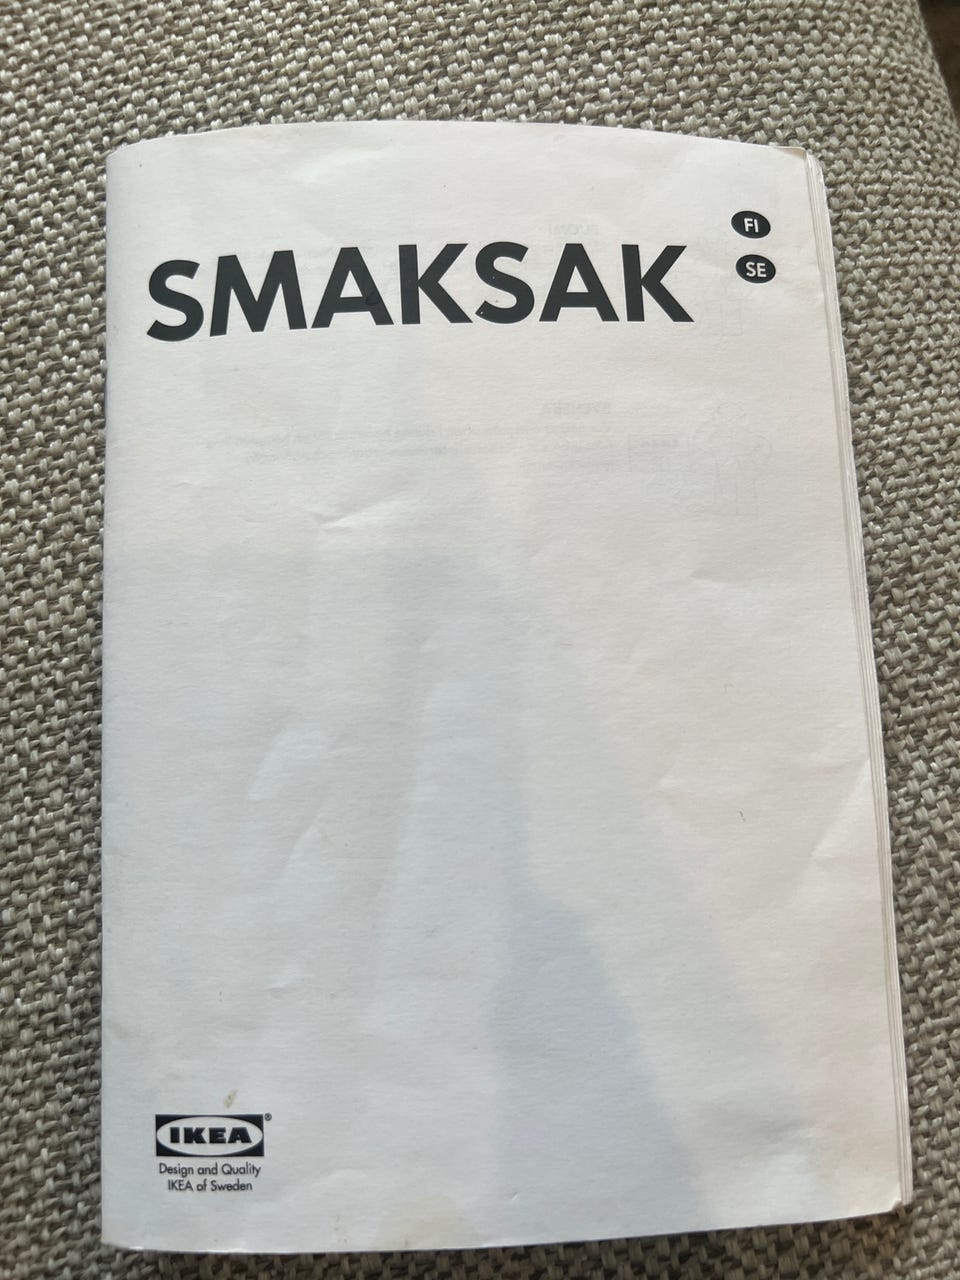 SMAKSAK
FI
SE
IKEA®
Design and Quality
IKEA of Sweden